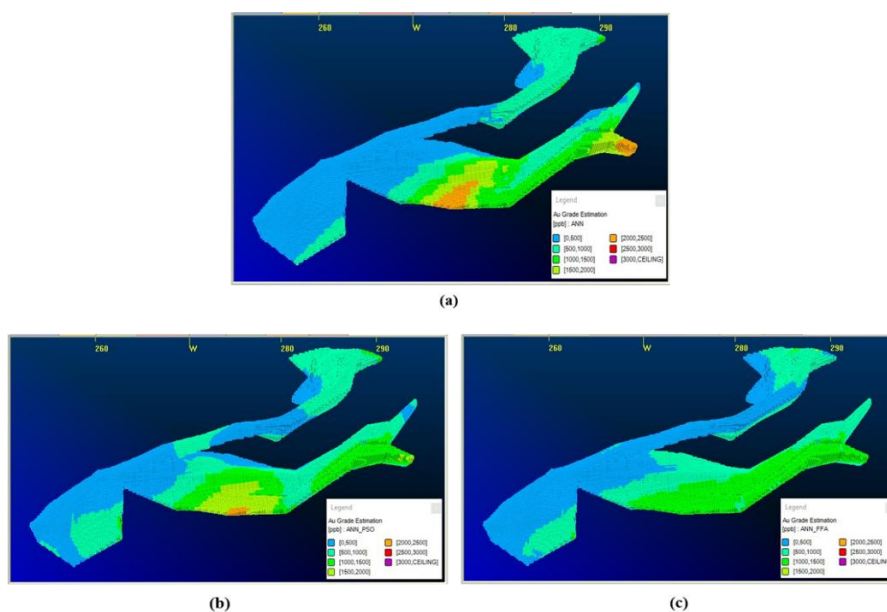 260 W 280 290
Legend
Au Grade Estimation
[ppb] : ANN
[0,500] [2000,2500]
[500,1000] [2500,3000]
[1000,1500] [3000,CEILING]
[1500,2000]
(a)
260 W 280 290
Legend
Au Grade Estimation
[ppb] : ANN_PSO
[0,500] [2000,2500]
[500,1000] [2500,3000]
[1000,1500] [3000,CEILING]
[1500,2000]
(b)
260 W 280 290
Legend
Au Grade Estimation
[ppb] : ANN_FFA
[0,500] [2000,2500]
[500,1000] [2500,3000]
[1000,1500] [3000,CEILING]
[1500,2000]
(c)